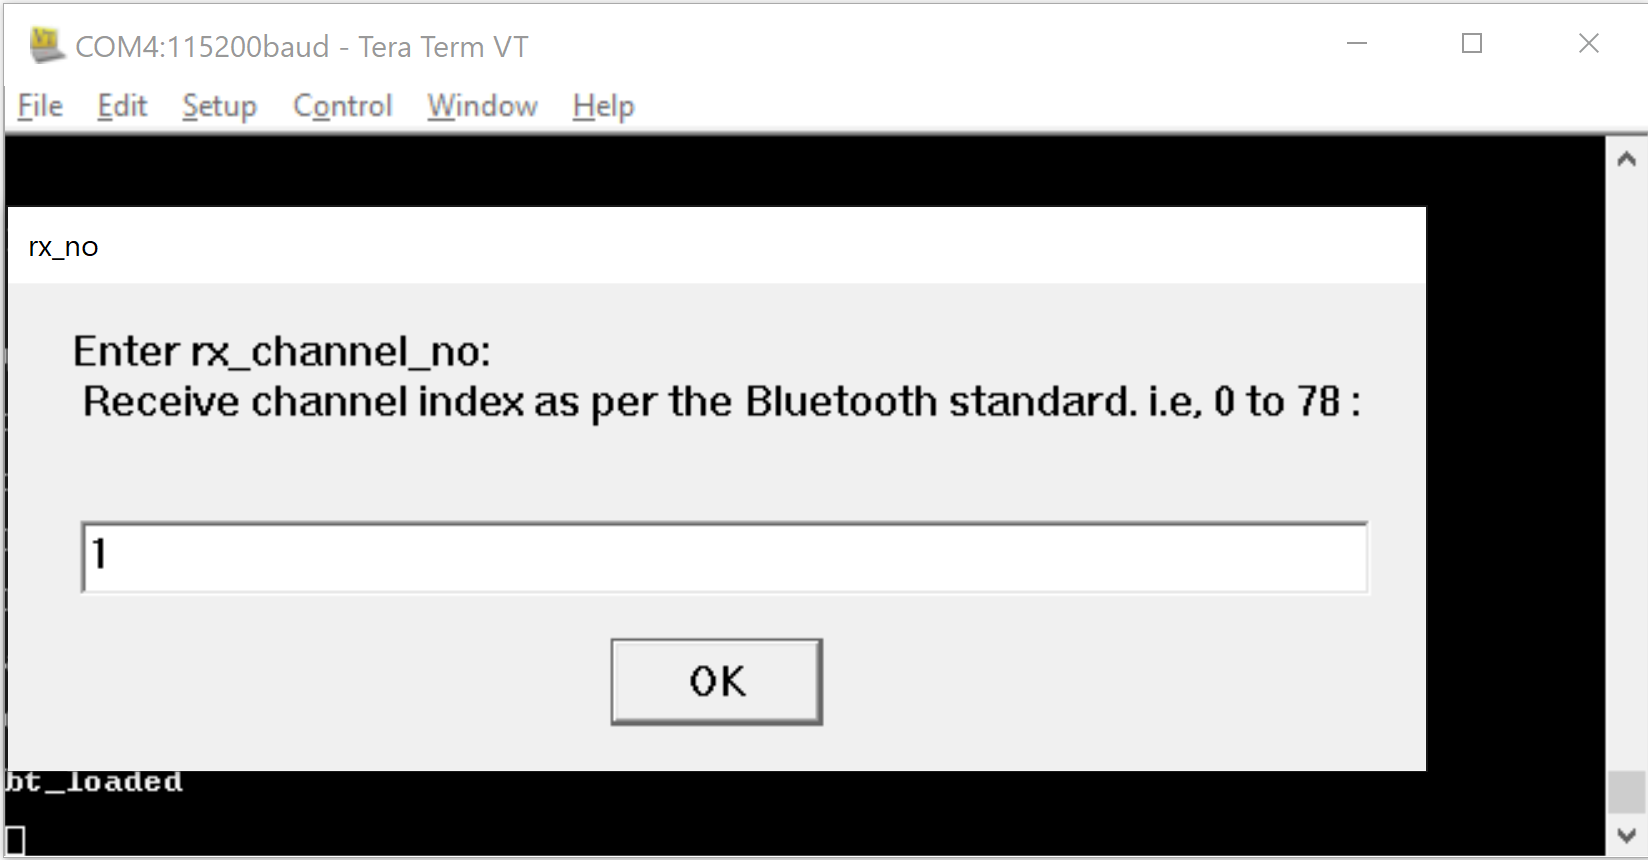 COM4:115200baud - Tera Term VT
File Edit Setup Control Window Help
rx_no
Enter rx_channel_no:
Receive channel index as per the Bluetooth standard. i.e, 0 to 78 :
1
OK
bt_loaded